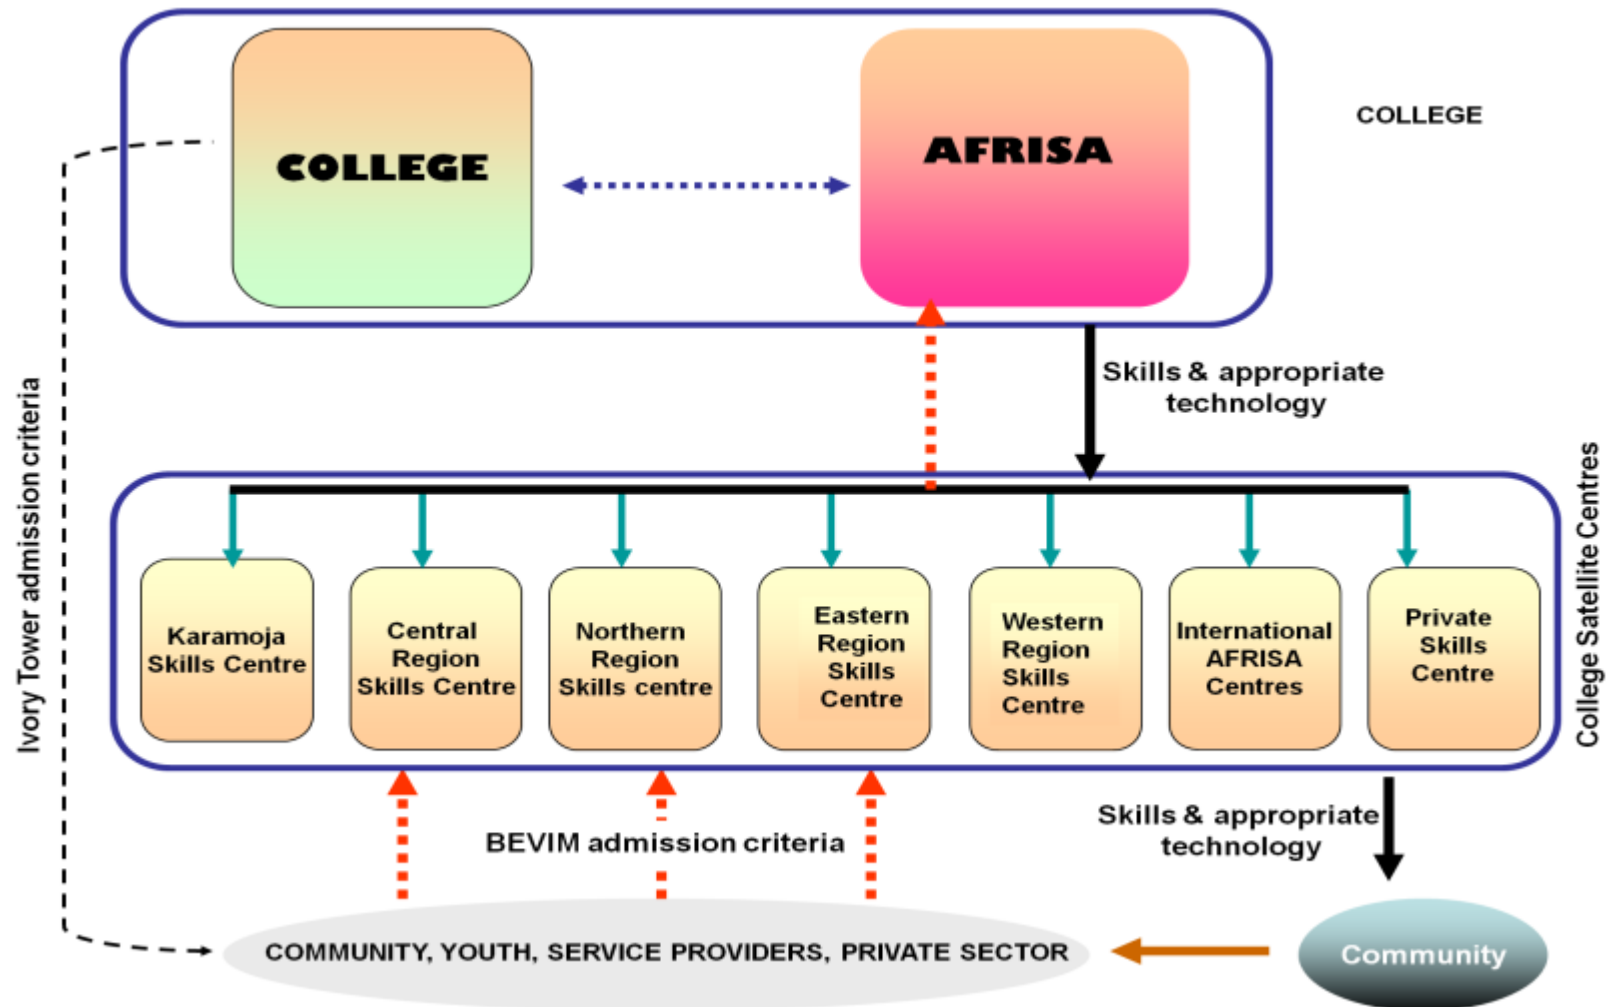 COLLEGE
AFRISA
COLLEGE
Ivory Tower admission criteria
Skills & appropriate
technology
College Satellite Centres
Karamoja
Skills Centre
Central
Region
Skills Centre
Northern
Region
Skills centre
Eastern
Region
Skills
Centre
Western
Region
Skills
Centre
International
AFRISA
Centres
Private
Skills
Centre
BEVIM admission criteria
Skills & appropriate
technology
COMMUNITY, YOUTH, SERVICE PROVIDERS, PRIVATE SECTOR
Community